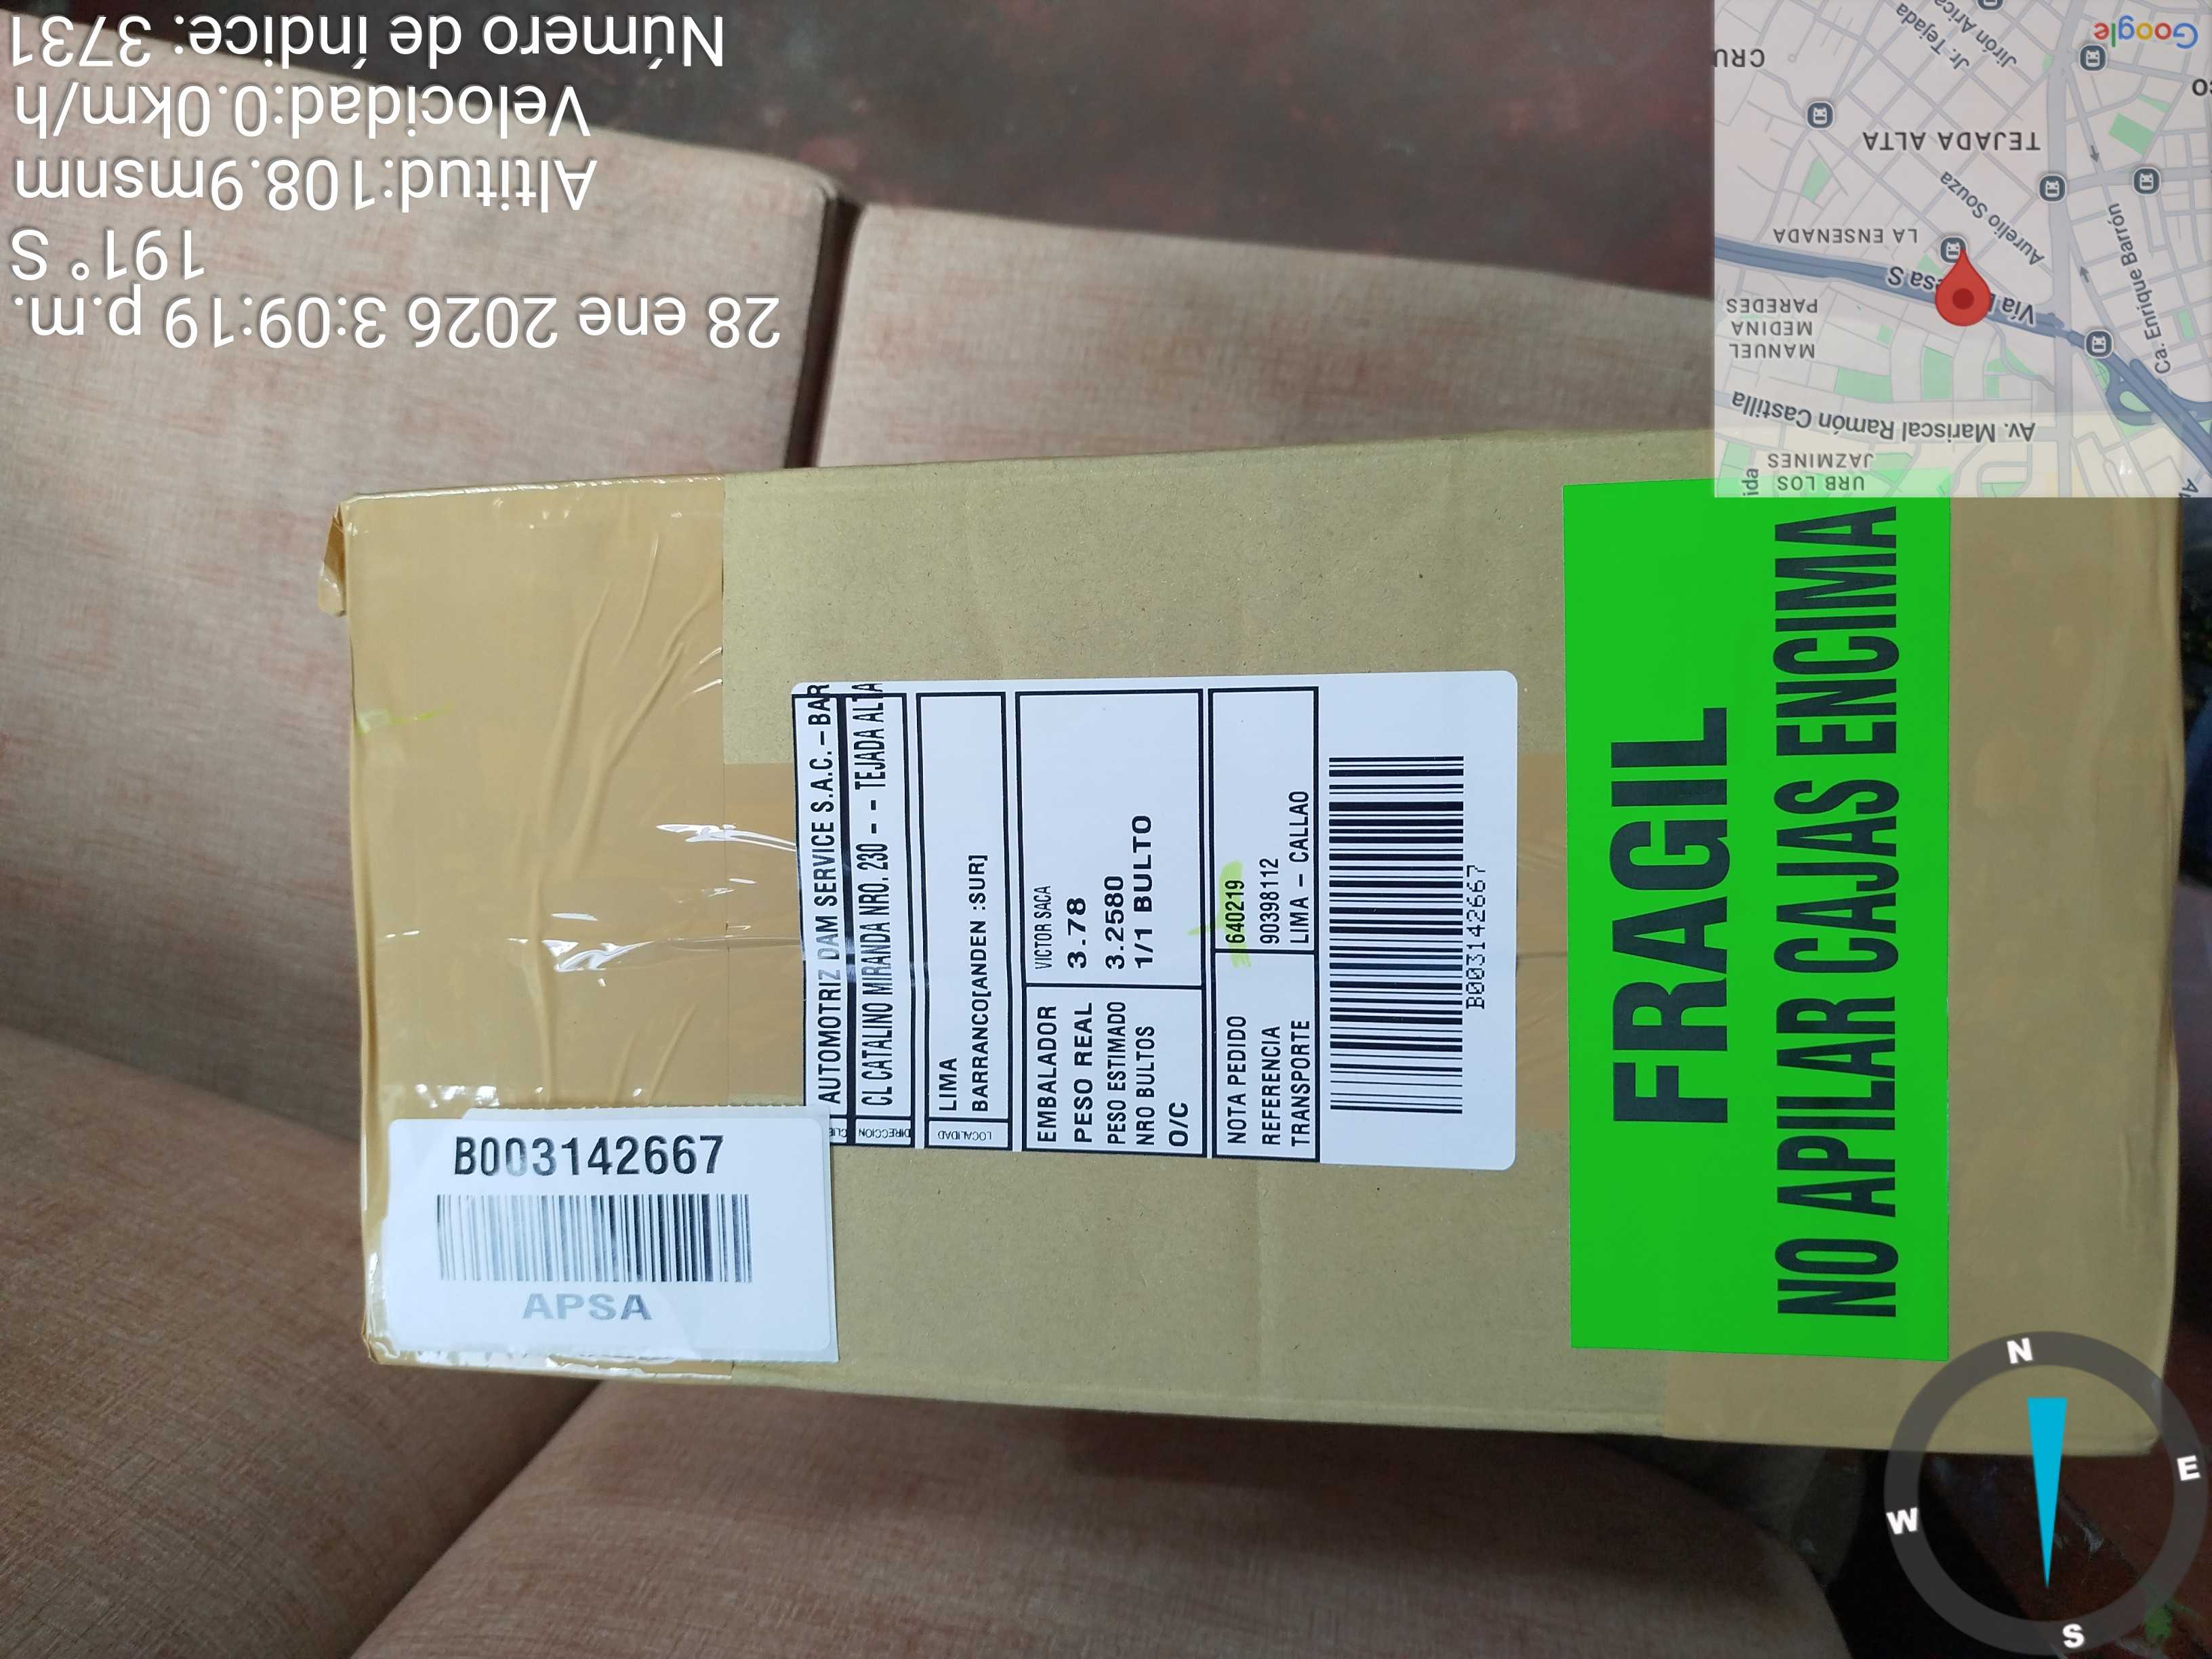 28 ene 2026 3:09:19 p.m.
191° S
Altitud:108.9msnm
Velocidad:0.0km/h
Número de índice: 3731
URB LOS
JAZMINES
Av. Mariscal Ramón Castilla
MANUEL
MEDINA
PAREDES
Ca. Enrique Barrón
LA ENSENADA
Aurelio Souza
TEJADA ALTA
Jr. Tejada
Jirón Arica
CRU
Google
B003142667
APSA
AUTOMOTRIZ DAM SERVICE S.A.C.-BAR
DIRECCION CL CATALINO MIRANDA NRO. 230 - - TEJADA ALTA
LOCALIDAD LIMA
BARRANCO[ANDEN :SUR]
EMBALADOR VICTOR SACA
PESO REAL 3.78
PESO ESTIMADO 3.2580
NRO BULTOS 1/1 BULTO
O/C
NOTA PEDIDO 640219
REFERENCIA 90398112
TRANSPORTE LIMA - CALLAO
B003142667
FRAGIL
NO APILAR CAJAS ENCIMA
N
E
W
S